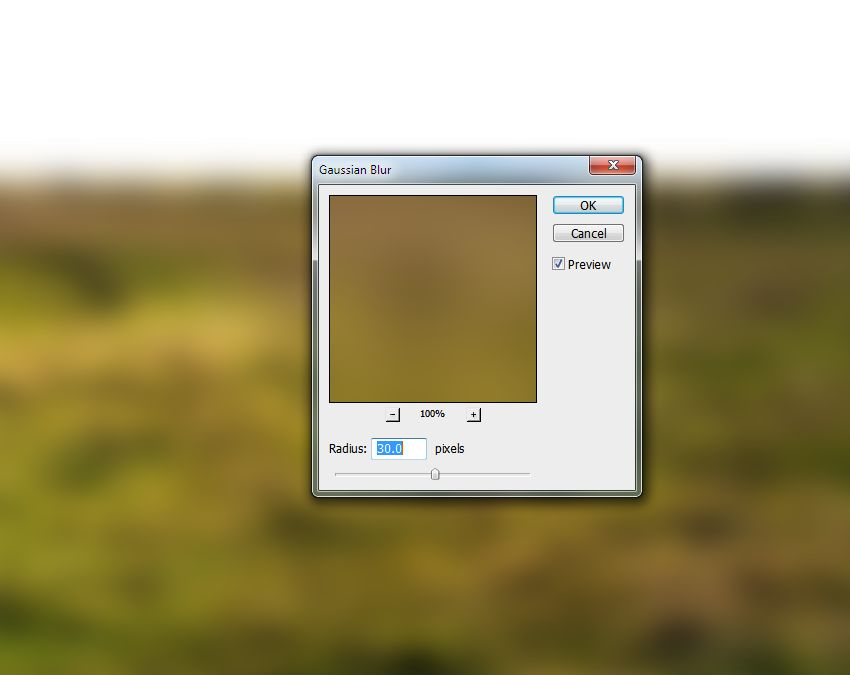 Gaussian Blur
OK
Cancel
Preview
- 100% +
Radius: 30.0 pixels